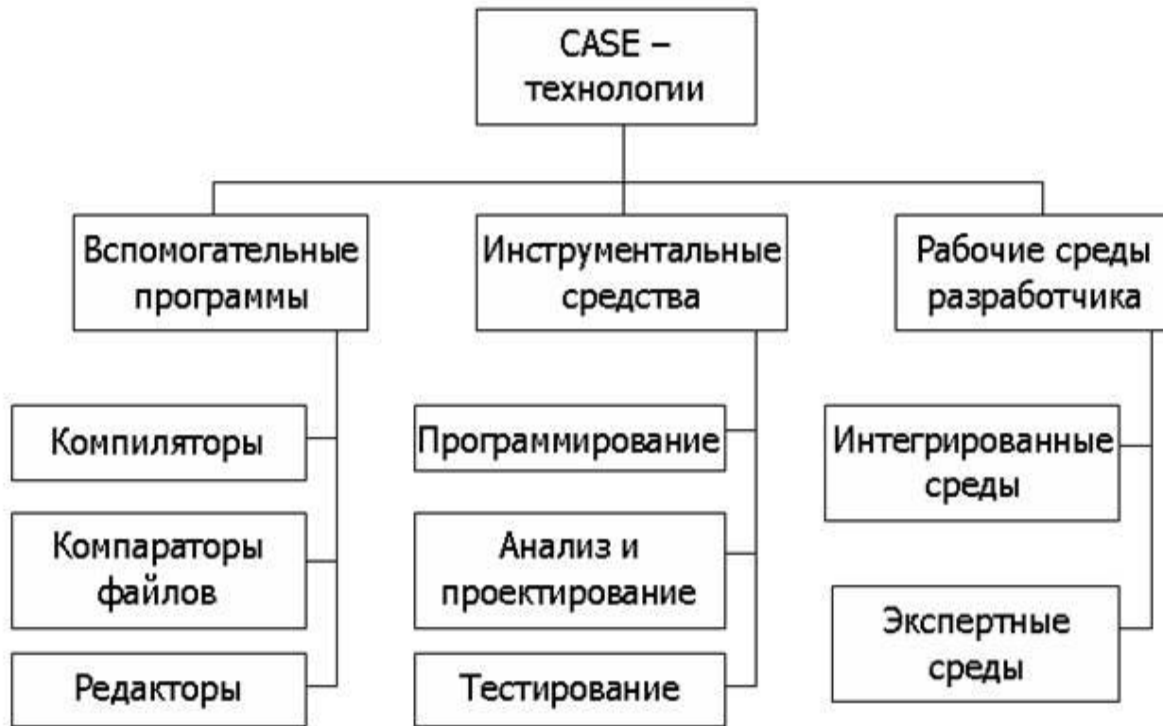 CASE –
технологии
Вспомогательные
программы
Инструментальные
средства
Рабочие среды
разработчика
Компиляторы
Компараторы
файлов
Редакторы
Программирование
Анализ и
проектирование
Тестирование
Интегрированные
среды
Экспертные
среды